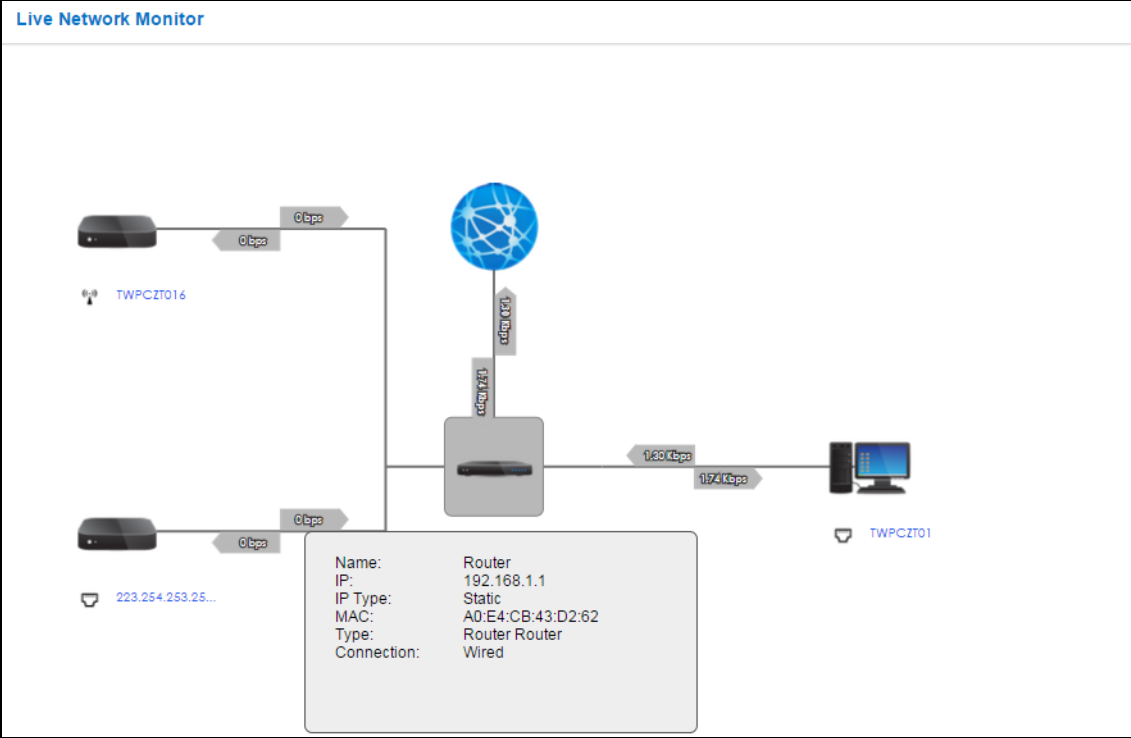 Live Network Monitor
0 bps
0 bps
TWPCZT016
1.30 Kbps
1.74 Kbps
1.30 Kbps
1.74 Kbps
TWPCZT01
0 bps
0 bps
223.254.253.25...
Name: Router
IP: 192.168.1.1
IP Type: Static
MAC: A0:E4:CB:43:D2:62
Type: Router Router
Connection: Wired